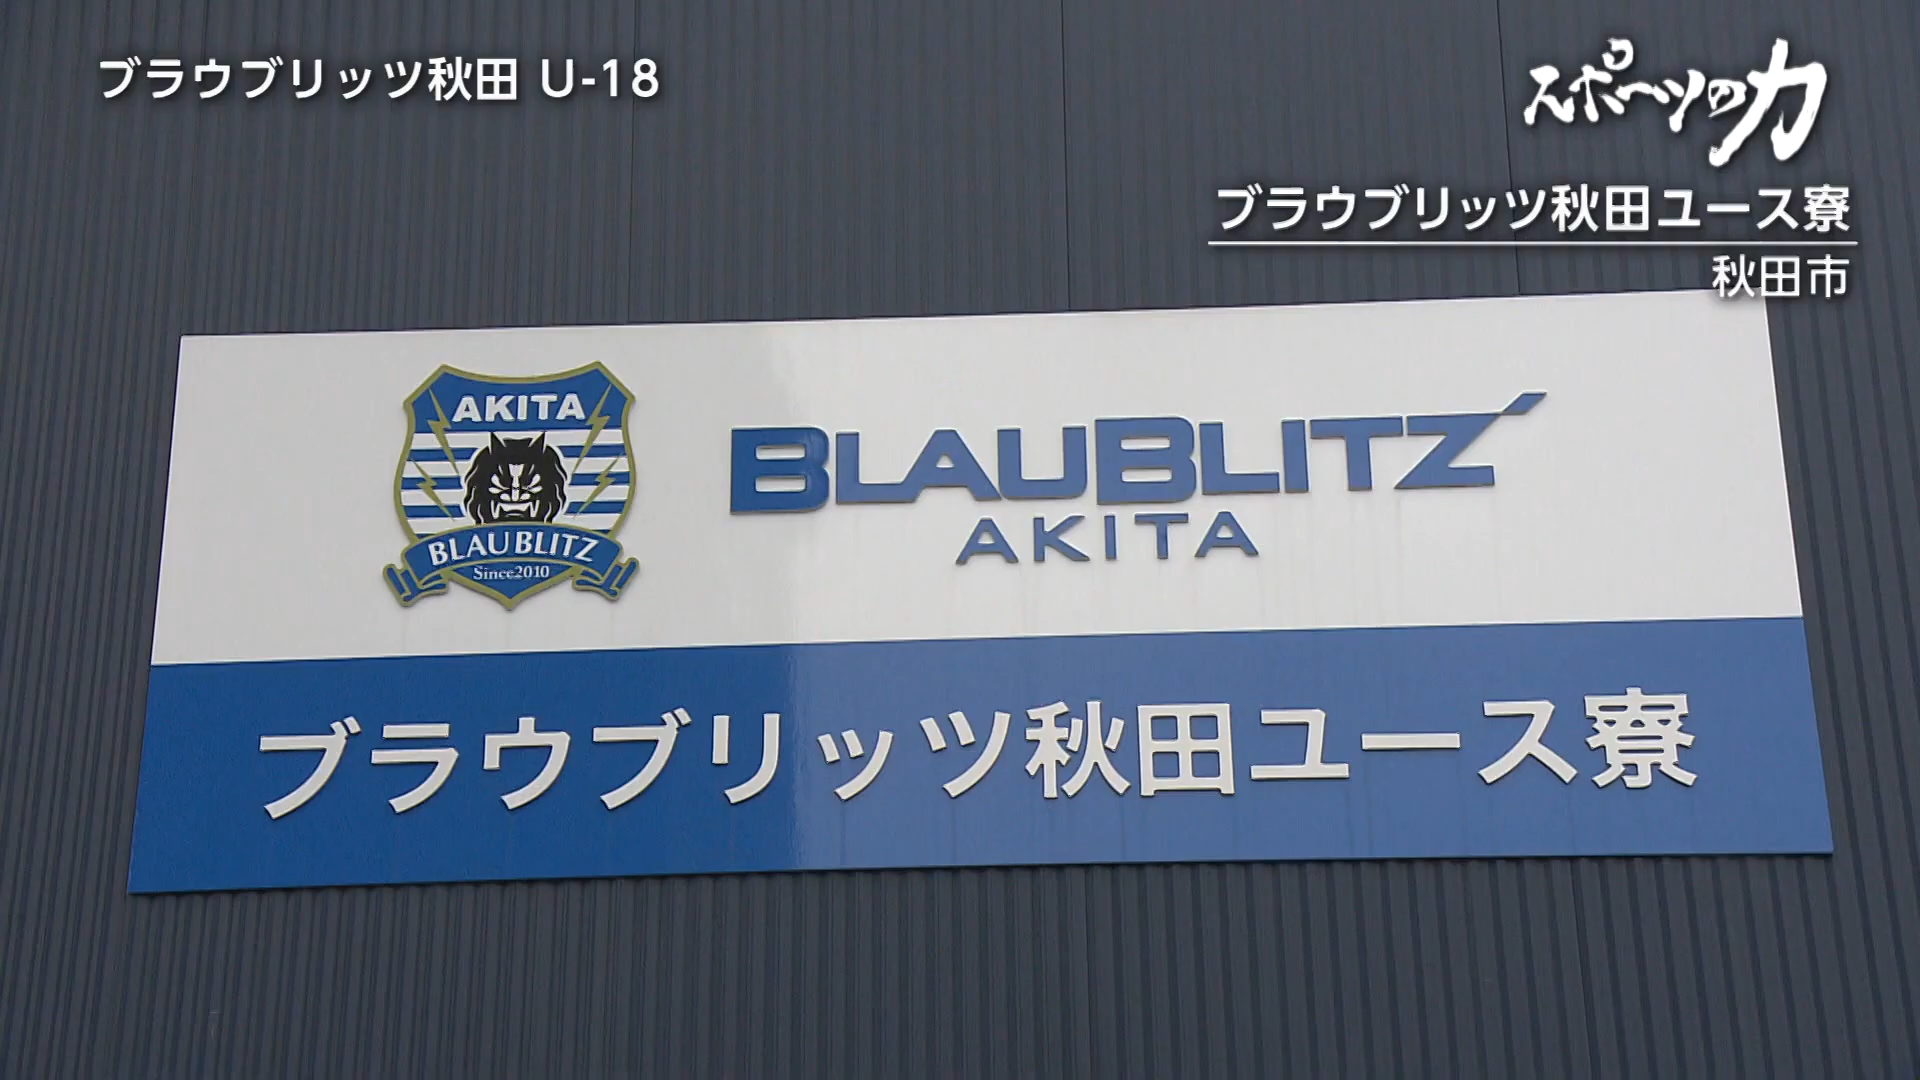 ブラウブリッツ秋田 U-18
スポーツの力
ブラウブリッツ秋田ユース寮
秋田市
AKITA
BLAUBLITZ
Since2010
BLAUBLITZ
AKITA
ブラウブリッツ秋田ユース寮